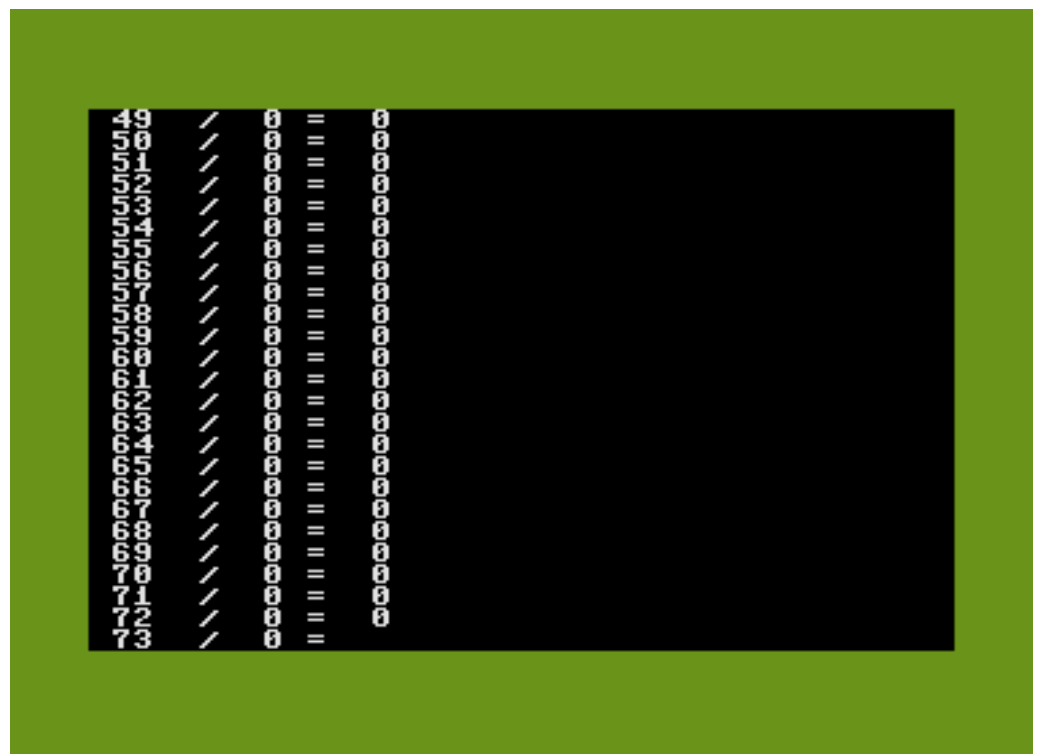 49 / 0 = 0
50 / 0 = 0
51 / 0 = 0
52 / 0 = 0
53 / 0 = 0
54 / 0 = 0
55 / 0 = 0
56 / 0 = 0
57 / 0 = 0
58 / 0 = 0
59 / 0 = 0
60 / 0 = 0
61 / 0 = 0
62 / 0 = 0
63 / 0 = 0
64 / 0 = 0
65 / 0 = 0
66 / 0 = 0
67 / 0 = 0
68 / 0 = 0
69 / 0 = 0
70 / 0 = 0
71 / 0 = 0
72 / 0 = 0
73 / 0 =